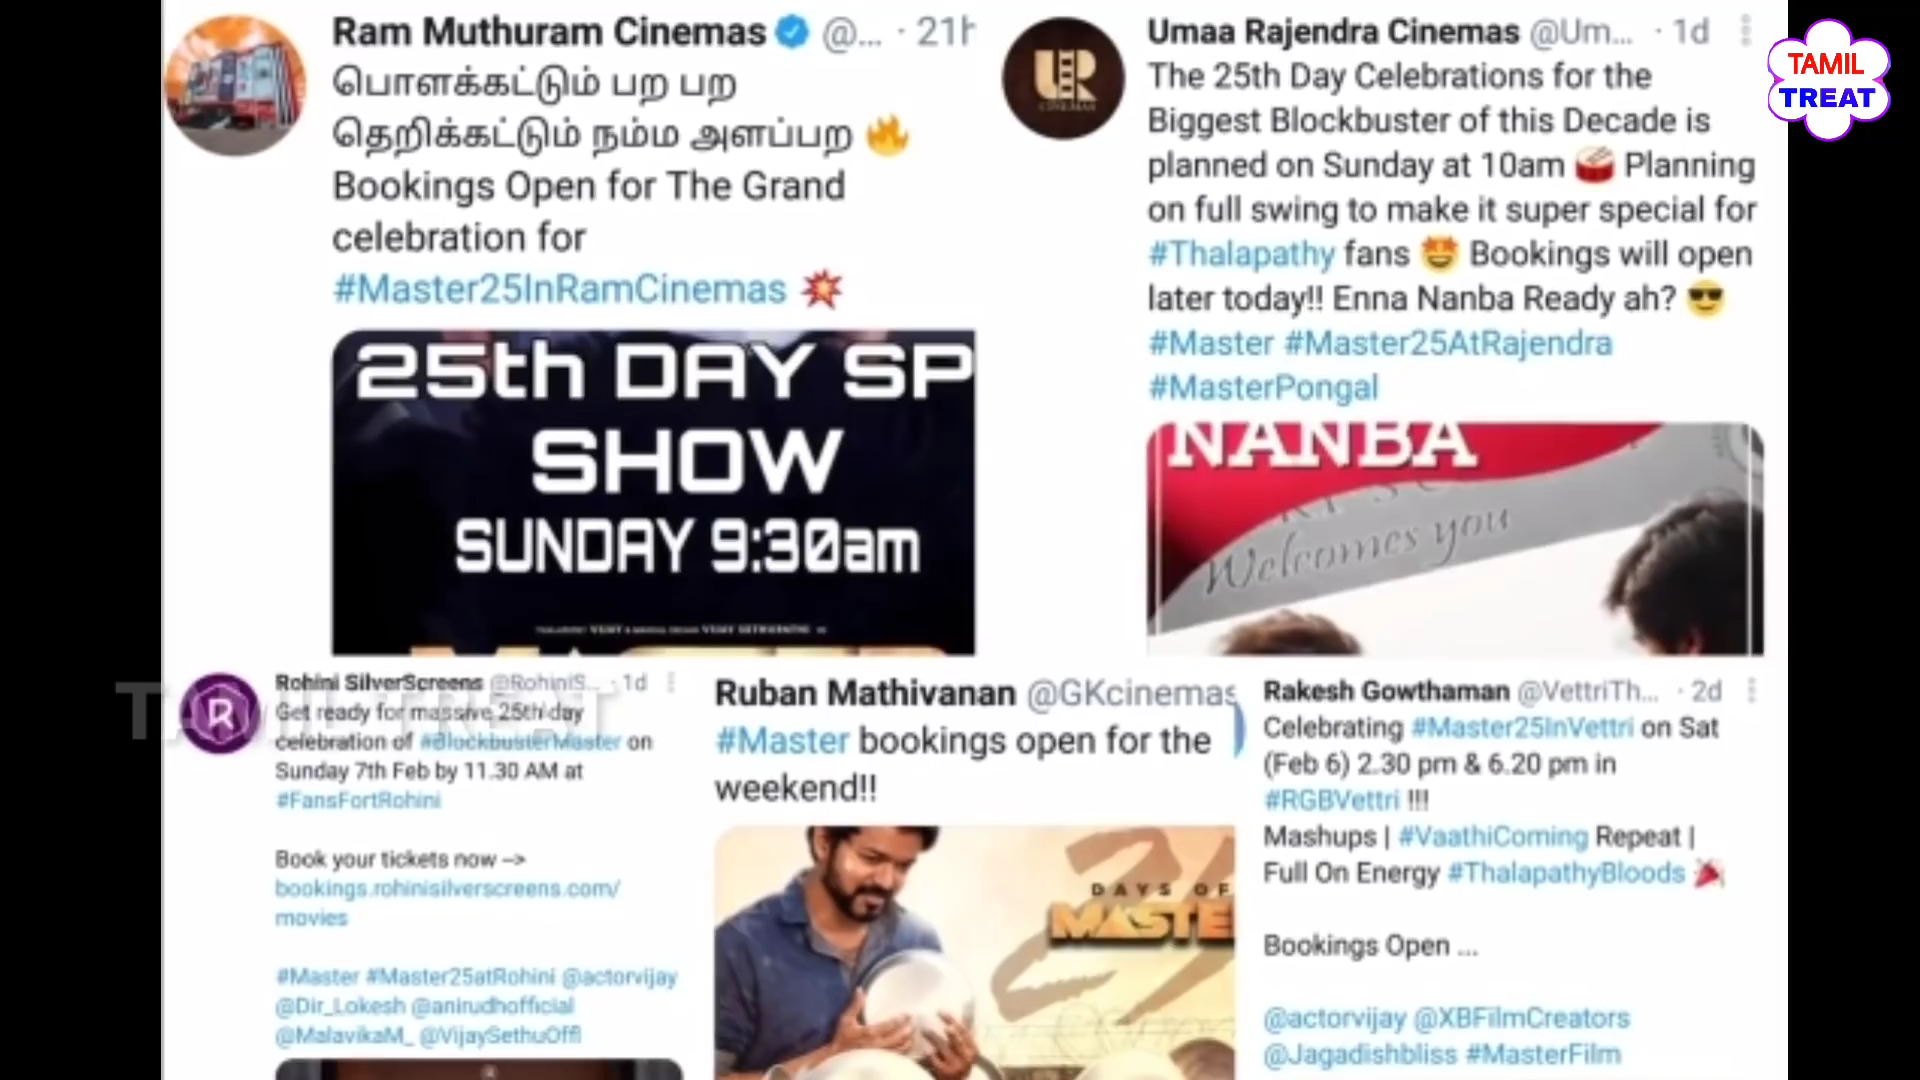 Ram Muthuram Cinemas @... · 21h
பொளக்கட்டும் பற பற
தெறிக்கட்டும் நம்ம அளப்பற 🔥
Bookings Open for The Grand
celebration for
#Master25InRamCinemas 💥
25th DAY SP
SHOW
SUNDAY 9:30am
Umaa Rajendra Cinemas @Um... · 1d
The 25th Day Celebrations for the
Biggest Blockbuster of this Decade is
planned on Sunday at 10am 🥁 Planning
on full swing to make it super special for
#Thalapathy fans 🤩 Bookings will open
later today!! Enna Nanba Ready ah? 😎
#Master #Master25AtRajendra
#MasterPongal
NANBA
Welcomes you
TAMIL
TREAT
Rohini SilverScreens @RohiniS... · 1d
Get ready for massive 25th day
celebration of #BlockbusterMaster on
Sunday 7th Feb by 11.30 AM at
#FansFortRohini
Book your tickets now -->
bookings.rohinisilverscreens.com/
movies
#Master #Master25atRohini @actorvijay
@Dir_Lokesh @anirudhofficial
@MalavikaM_ @VijaySethuOffl
Ruban Mathivanan @GKcinemas
#Master bookings open for the
weekend!!
DAYS OF
MASTE
25
Rakesh Gowthaman @VettriTh... · 2d
Celebrating #Master25InVettri on Sat
(Feb 6) 2.30 pm & 6.20 pm in
#RGBVettri !!!
Mashups | #VaathiComing Repeat |
Full On Energy #ThalapathyBloods 🎉
Bookings Open ...
@actorvijay @XBFilmCreators
@Jagadishbliss #MasterFilm